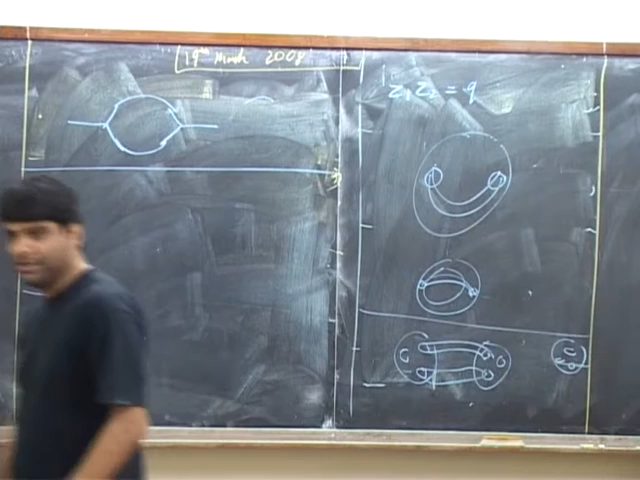 19th March 2008
z₁z₂ = q